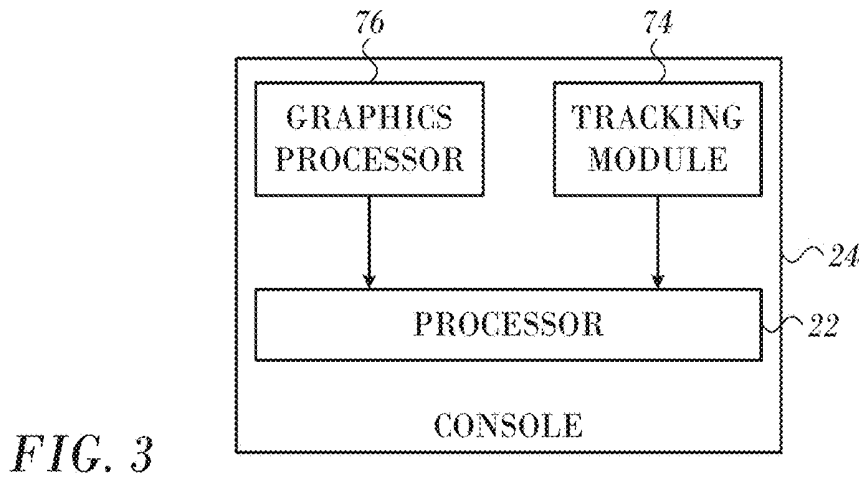 76
74
GRAPHICS
PROCESSOR
TRACKING
MODULE
24
PROCESSOR
22
CONSOLE
FIG. 3